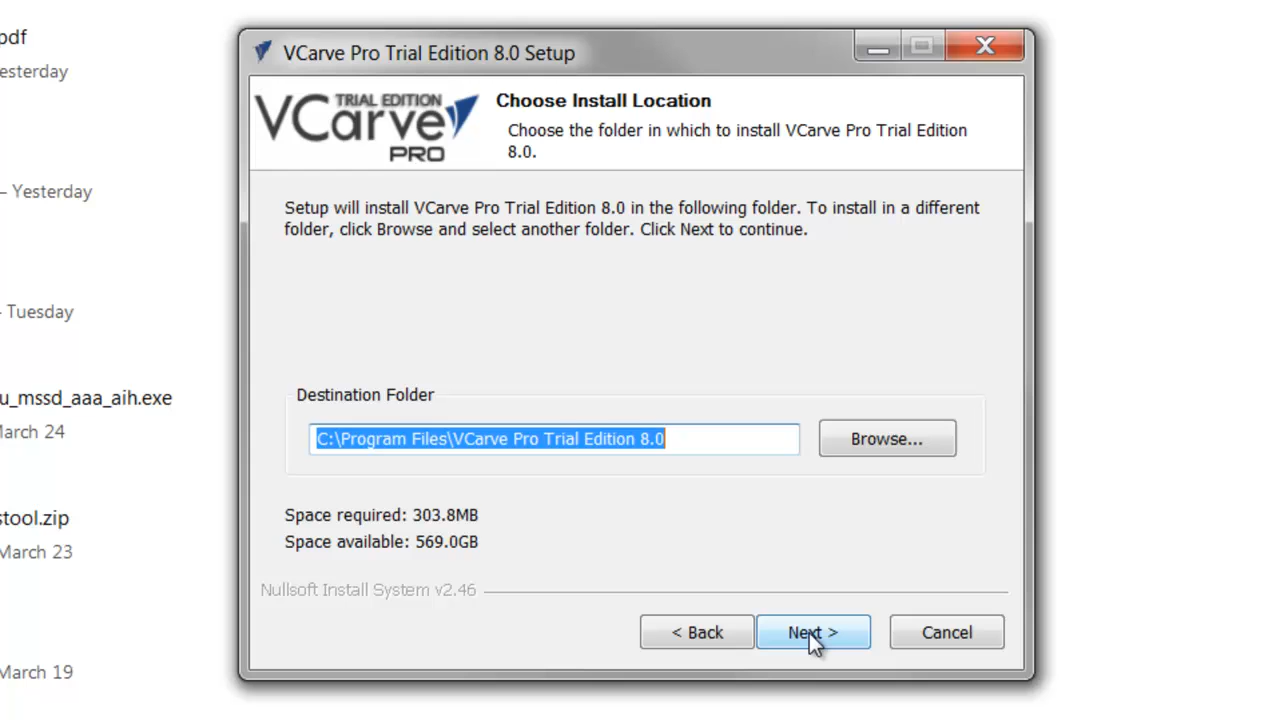 pdf
esterday
– Yesterday
- Tuesday
u_mssd_aaa_aih.exe
March 24
stool.zip
March 23
March 19
VCarve Pro Trial Edition 8.0 Setup
TRIAL EDITION
VCarve
PRO
Choose Install Location
Choose the folder in which to install VCarve Pro Trial Edition
8.0.
Setup will install VCarve Pro Trial Edition 8.0 in the following folder. To install in a different
folder, click Browse and select another folder. Click Next to continue.
Destination Folder
C:\Program Files\VCarve Pro Trial Edition 8.0
Browse...
Space required: 303.8MB
Space available: 569.0GB
Nullsoft Install System v2.46
< Back
Next >
Cancel